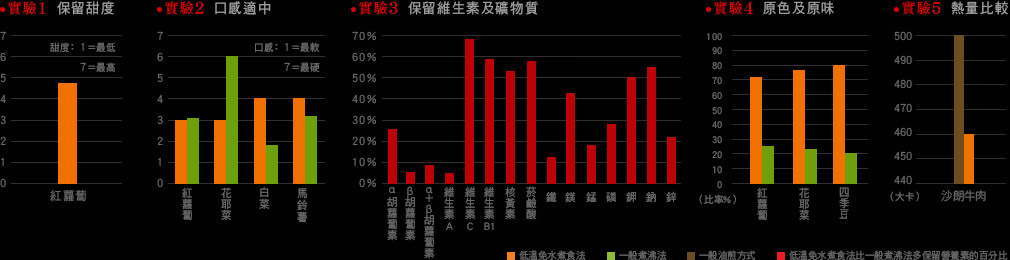 ●實驗1 保留甜度
7
6
5
4
3
2
1
0
甜度：1＝最低
7＝最高
紅蘿蔔
●實驗2 口感適中
7
6
5
4
3
2
1
0
口感：1＝最軟
7＝最硬
紅蘿蔔
花耶菜
白菜
馬鈴薯
●實驗3 保留維生素及礦物質
70%
60%
50%
40%
30%
20%
10%
0%
α胡蘿蔔素
β胡蘿蔔素
α+β胡蘿蔔素
維生素A
維生素C
維生素B1
核黃素
菸鹼酸
鐵
鎂
錳
磷
鉀
鈉
鋅
●實驗4 原色及原味
100
90
80
70
60
50
40
30
20
10
0
（比率%）
紅蘿蔔
花耶菜
四季豆
●實驗5 熱量比較
500
490
480
470
460
450
440
（大卡）
沙朗牛肉
低溫免水煮食法
一般煮沸法
一般油煎方式
低溫免水煮食法比一般煮沸法多保留營養素的百分比